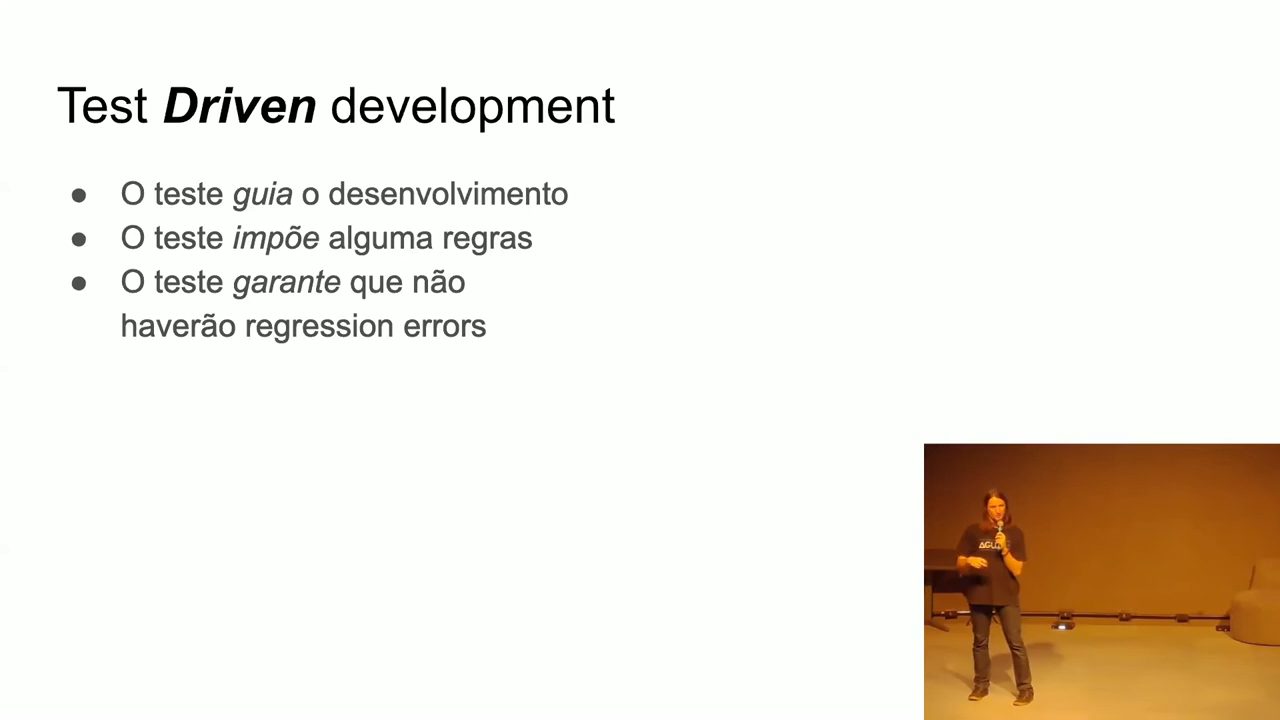 Test Driven development
● O teste guia o desenvolvimento
● O teste impõe alguma regras
● O teste garante que não
haverão regression errors